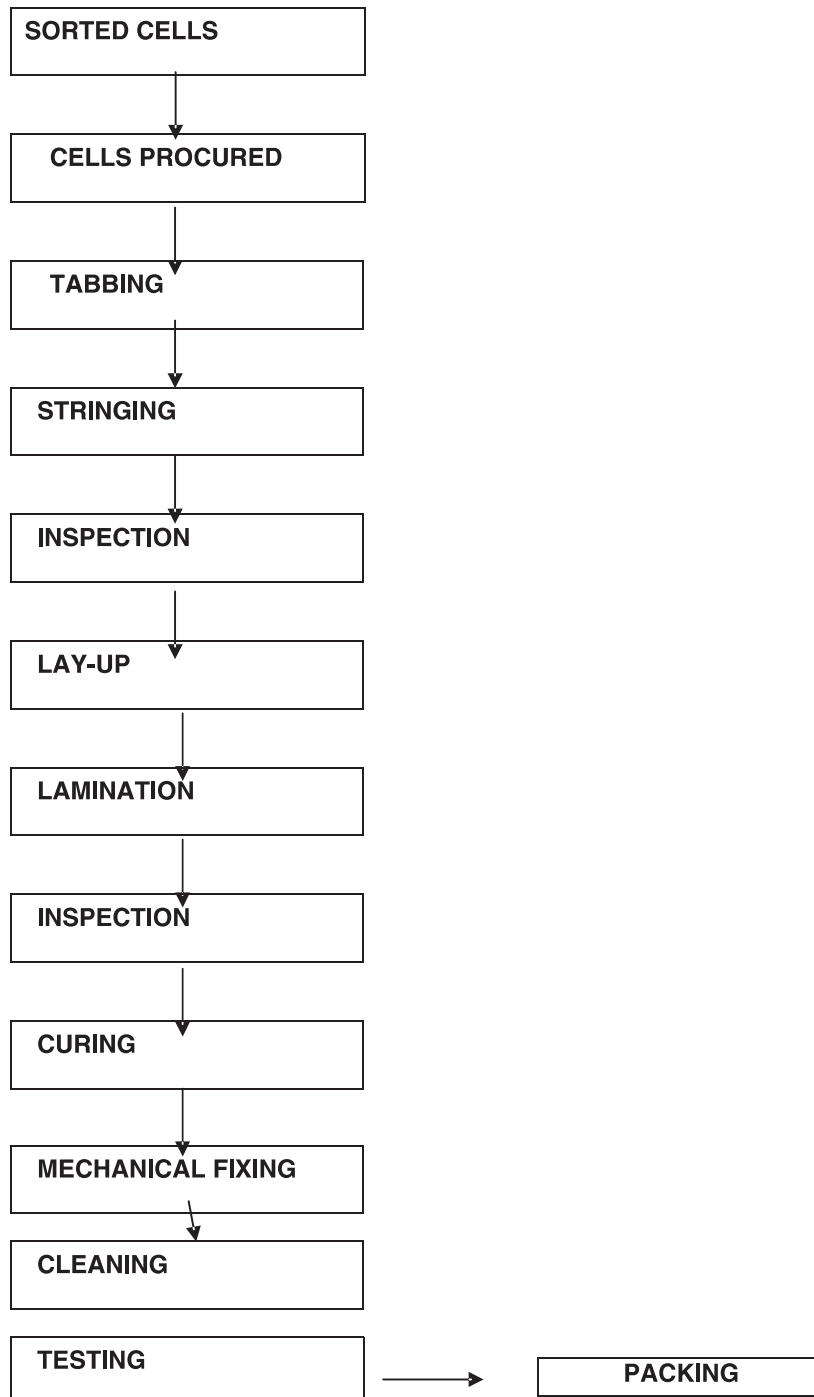 SORTED CELLS
CELLS PROCURED
TABBING
STRINGING
INSPECTION
LAY-UP
LAMINATION
INSPECTION
CURING
MECHANICAL FIXING
CLEANING
TESTING
PACKING